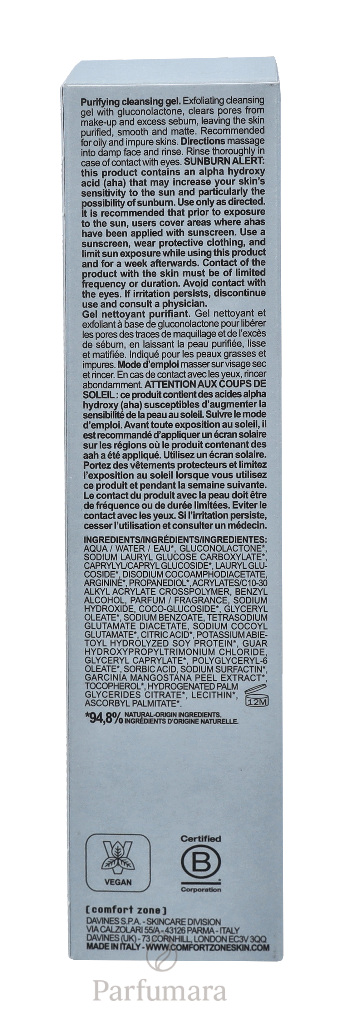 Purifying cleansing gel. Exfoliating cleansing
gel with gluconolactone, clears pores from
make-up and excess sebum, leaving the skin
purified, smooth and matte. Recommended
for oily and impure skins. Directions massage
into damp face and rinse. Rinse thoroughly in
case of contact with eyes. SUNBURN ALERT:
this product contains an alpha hydroxy
acid (aha) that may increase your skin's
sensitivity to the sun and particularly the
possibility of sunburn. Use only as directed.
it is recommended that prior to exposure
to the sun, users cover areas where ahas
have been applied with sunscreen. Use a
sunscreen, wear protective clothing, and
limit sun exposure while using this product
and for a week afterwards. Contact of the
product with the skin must be of limited
frequency or duration. Avoid contact with
the eyes. If irritation persists, discontinue
use and consult a physician.
Gel nettoyant purifiant. Gel nettoyant et
exfoliant à base de gluconolactone pour libérer
les pores des traces de maquillage et de l'excès
de sébum, en laissant la peau purifiée, lisse
et matifiée. Indiqué pour les peaux grasses et
impures. Mode d'emploi masser sur visage sec
et rincer. En cas de contact avec les yeux, rincer
abondamment. ATTENTION AUX COUPS DE
SOLEIL: ce produit contient des acides alpha
hydroxy (aha) susceptibles d'augmenter la
sensibilité de la peau au soleil. Suivre le mode
d'emploi. Avant toute exposition au soleil, il
est recommandé d'appliquer un écran solaire
sur les régions où le produit contenant des
aah a été appliqué. Utilisez un écran solaire.
Portez des vêtements protecteurs et limitez
l'exposition au soleil lorsque vous utilisez
ce produit et pendant la semaine suivante.
Le contact du produit avec la peau doit être
de fréquence ou de durée limitées. Eviter le
contact avec les yeux. Si l'irritation persiste,
cesser l'utilisation et consulter un médecin.
INGREDIENTS/INGRÉDIENTS/INGREDIENTES:
AQUA / WATER / EAU*, GLUCONOLACTONE*,
SODIUM LAURYL GLUCOSE CARBOXYLATE*,
CAPRYLYL/CAPRYL GLUCOSIDE*, LAURYL GLU-
COSIDE*, DISODIUM COCOAMPHODIACETATE,
ARGININE*, PROPANEDIOL*, ACRYLATES/C10-30
ALKYL ACRYLATE CROSSPOLYMER, BENZYL
ALCOHOL, PARFUM / FRAGRANCE, SODIUM
HYDROXIDE, COCO-GLUCOSIDE*, GLYCERYL
OLEATE*, SODIUM BENZOATE, TETRASODIUM
GLUTAMATE DIACETATE, SODIUM COCOYL
GLUTAMATE*, CITRIC ACID*, POTASSIUM ABIE-
TOYL HYDROLYZED SOY PROTEIN*, GUAR
HYDROXYPROPYLTRIMONIUM CHLORIDE,
GLYCERYL CAPRYLATE*, POLYGLYCERYL-6
OLEATE*, SORBIC ACID, SODIUM SURFACTIN*,
GARCINIA MANGOSTANA PEEL EXTRACT*,
TOCOPHEROL*, HYDROGENATED PALM
GLYCERIDES CITRATE*, LECITHIN*,
ASCORBYL PALMITATE*.
12M
*94,8% NATURAL-ORIGIN INGREDIENTS.
INGRÉDIENTS D'ORIGINE NATURELLE.
VEGAN
Certified
B
Corporation
[ comfort zone ]
DAVINES S.P.A. - SKINCARE DIVISION
VIA CALZOLARI 55/A - 43126 PARMA - ITALY
DAVINES (UK) - 73 CORNHILL, LONDON EC3V 3QQ
MADE IN ITALY - WWW.COMFORTZONESKIN.COM
Parfumara